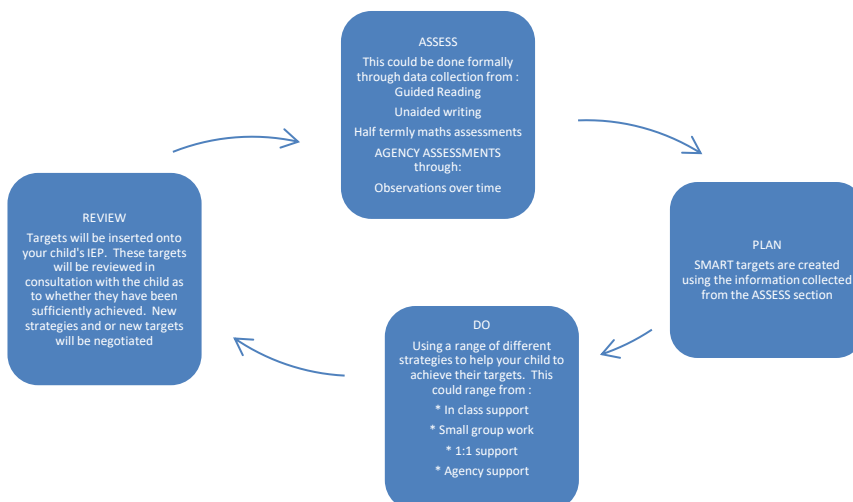 ASSESS
This could be done formally
through data collection from :
Guided Reading
Unaided writing
Half termly maths assessments
AGENCY ASSESSMENTS
through:
Observations over time
PLAN
SMART targets are created
using the information collected
from the ASSESS section
DO
Using a range of different
strategies to help your child to
achieve their targets.  This
could range from :
* In class support
* Small group work
* 1:1 support
* Agency support
REVIEW
Targets will be inserted onto
your child's IEP.  These targets
will be reviewed in
consultation with the child as
to whether they have been
sufficiently achieved.  New
strategies and or new targets
will be negotiated